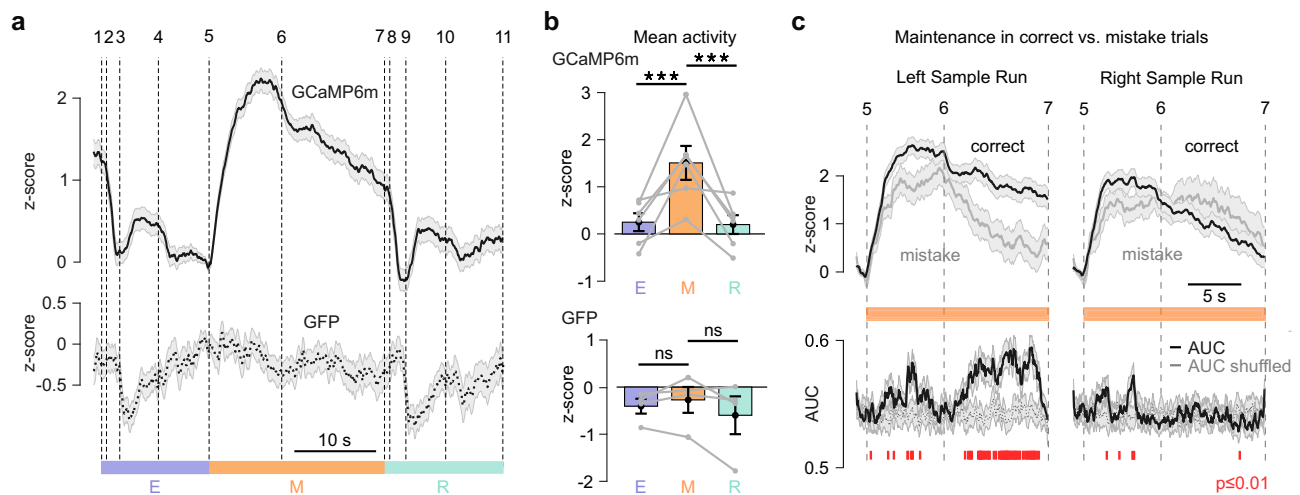 a
1 2 3 4 5 6 7 8 9 10 11
GCaMP6m
z-score
2
1
0
GFP
z-score
0.5
0
-0.5
10 s
E M R
b
Mean activity
GCaMP6m
*** ***
z-score
3
2
1
0
-1
E M R
GFP
ns ns
z-score
0
-1
-2
E M R
c
Maintenance in correct vs. mistake trials
Left Sample Run Right Sample Run
5 6 7 5 6 7
correct correct
z-score
2
1
0
2
1
0
mistake mistake
5 s
AUC
0.6
0.5
AUC
AUC shuffled
p≤0.01